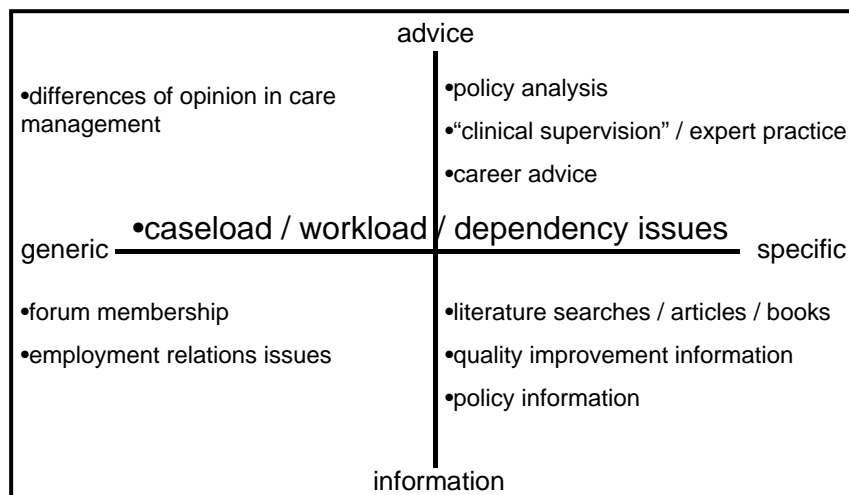 advice
•differences of opinion in care
management
•policy analysis
•“clinical supervision” / expert practice
•career advice
•caseload / workload / dependency issues
generic
specific
•forum membership
•employment relations issues
•literature searches / articles / books
•quality improvement information
•policy information
information